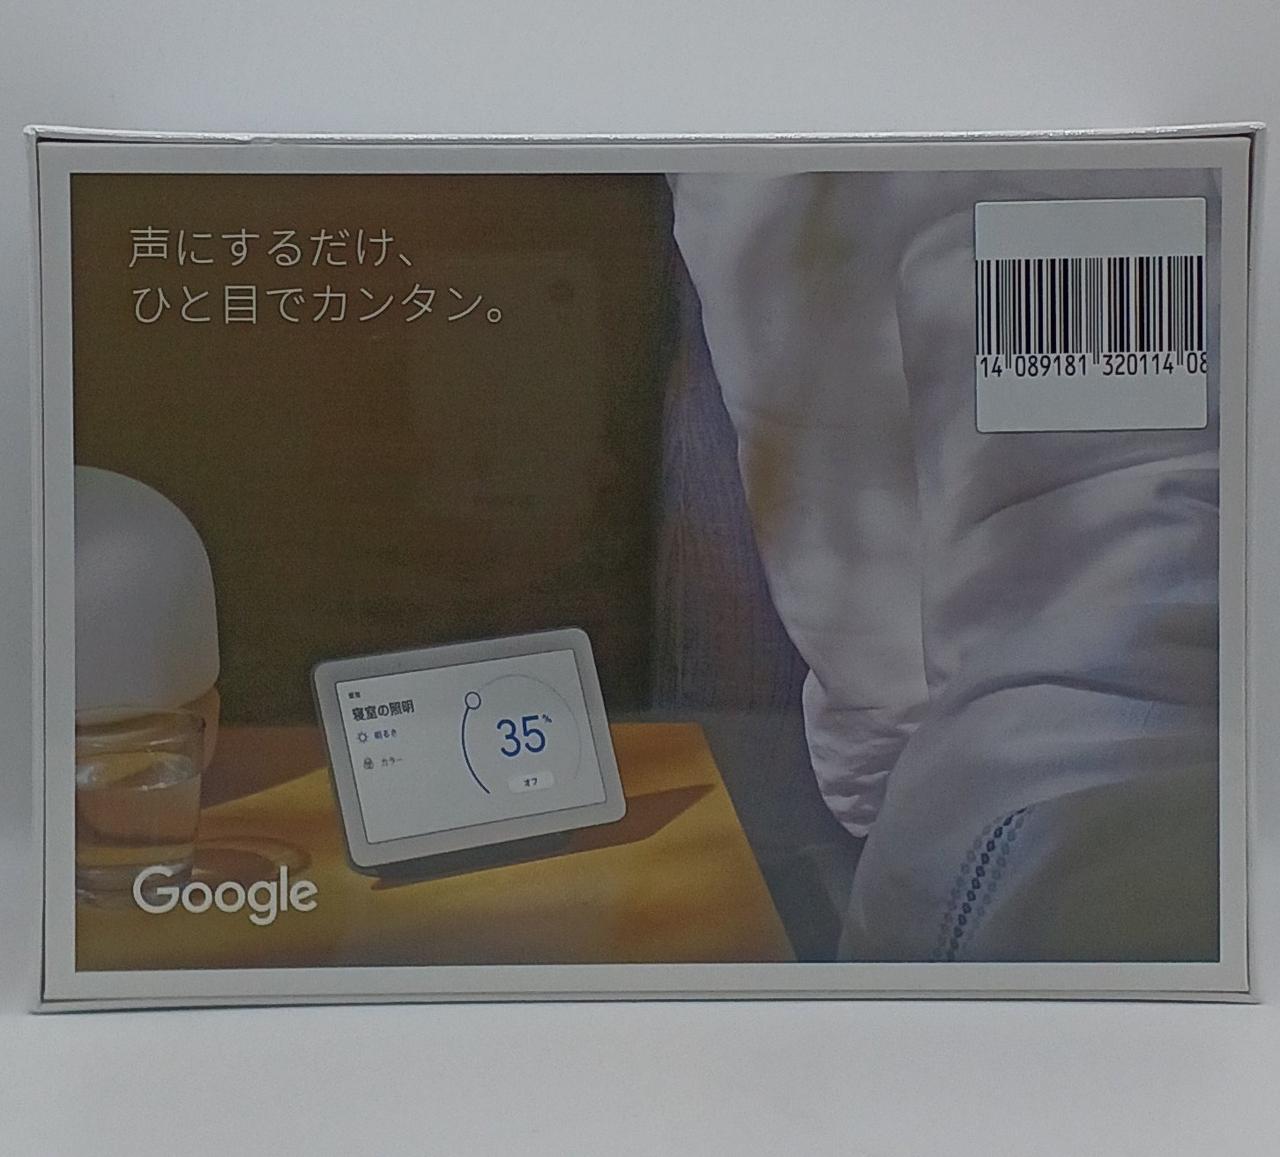 声にするだけ、
ひと目でカンタン。
14 089181 320114 08
寝室の照明
明るさ
カラー
35%
オフ
Google